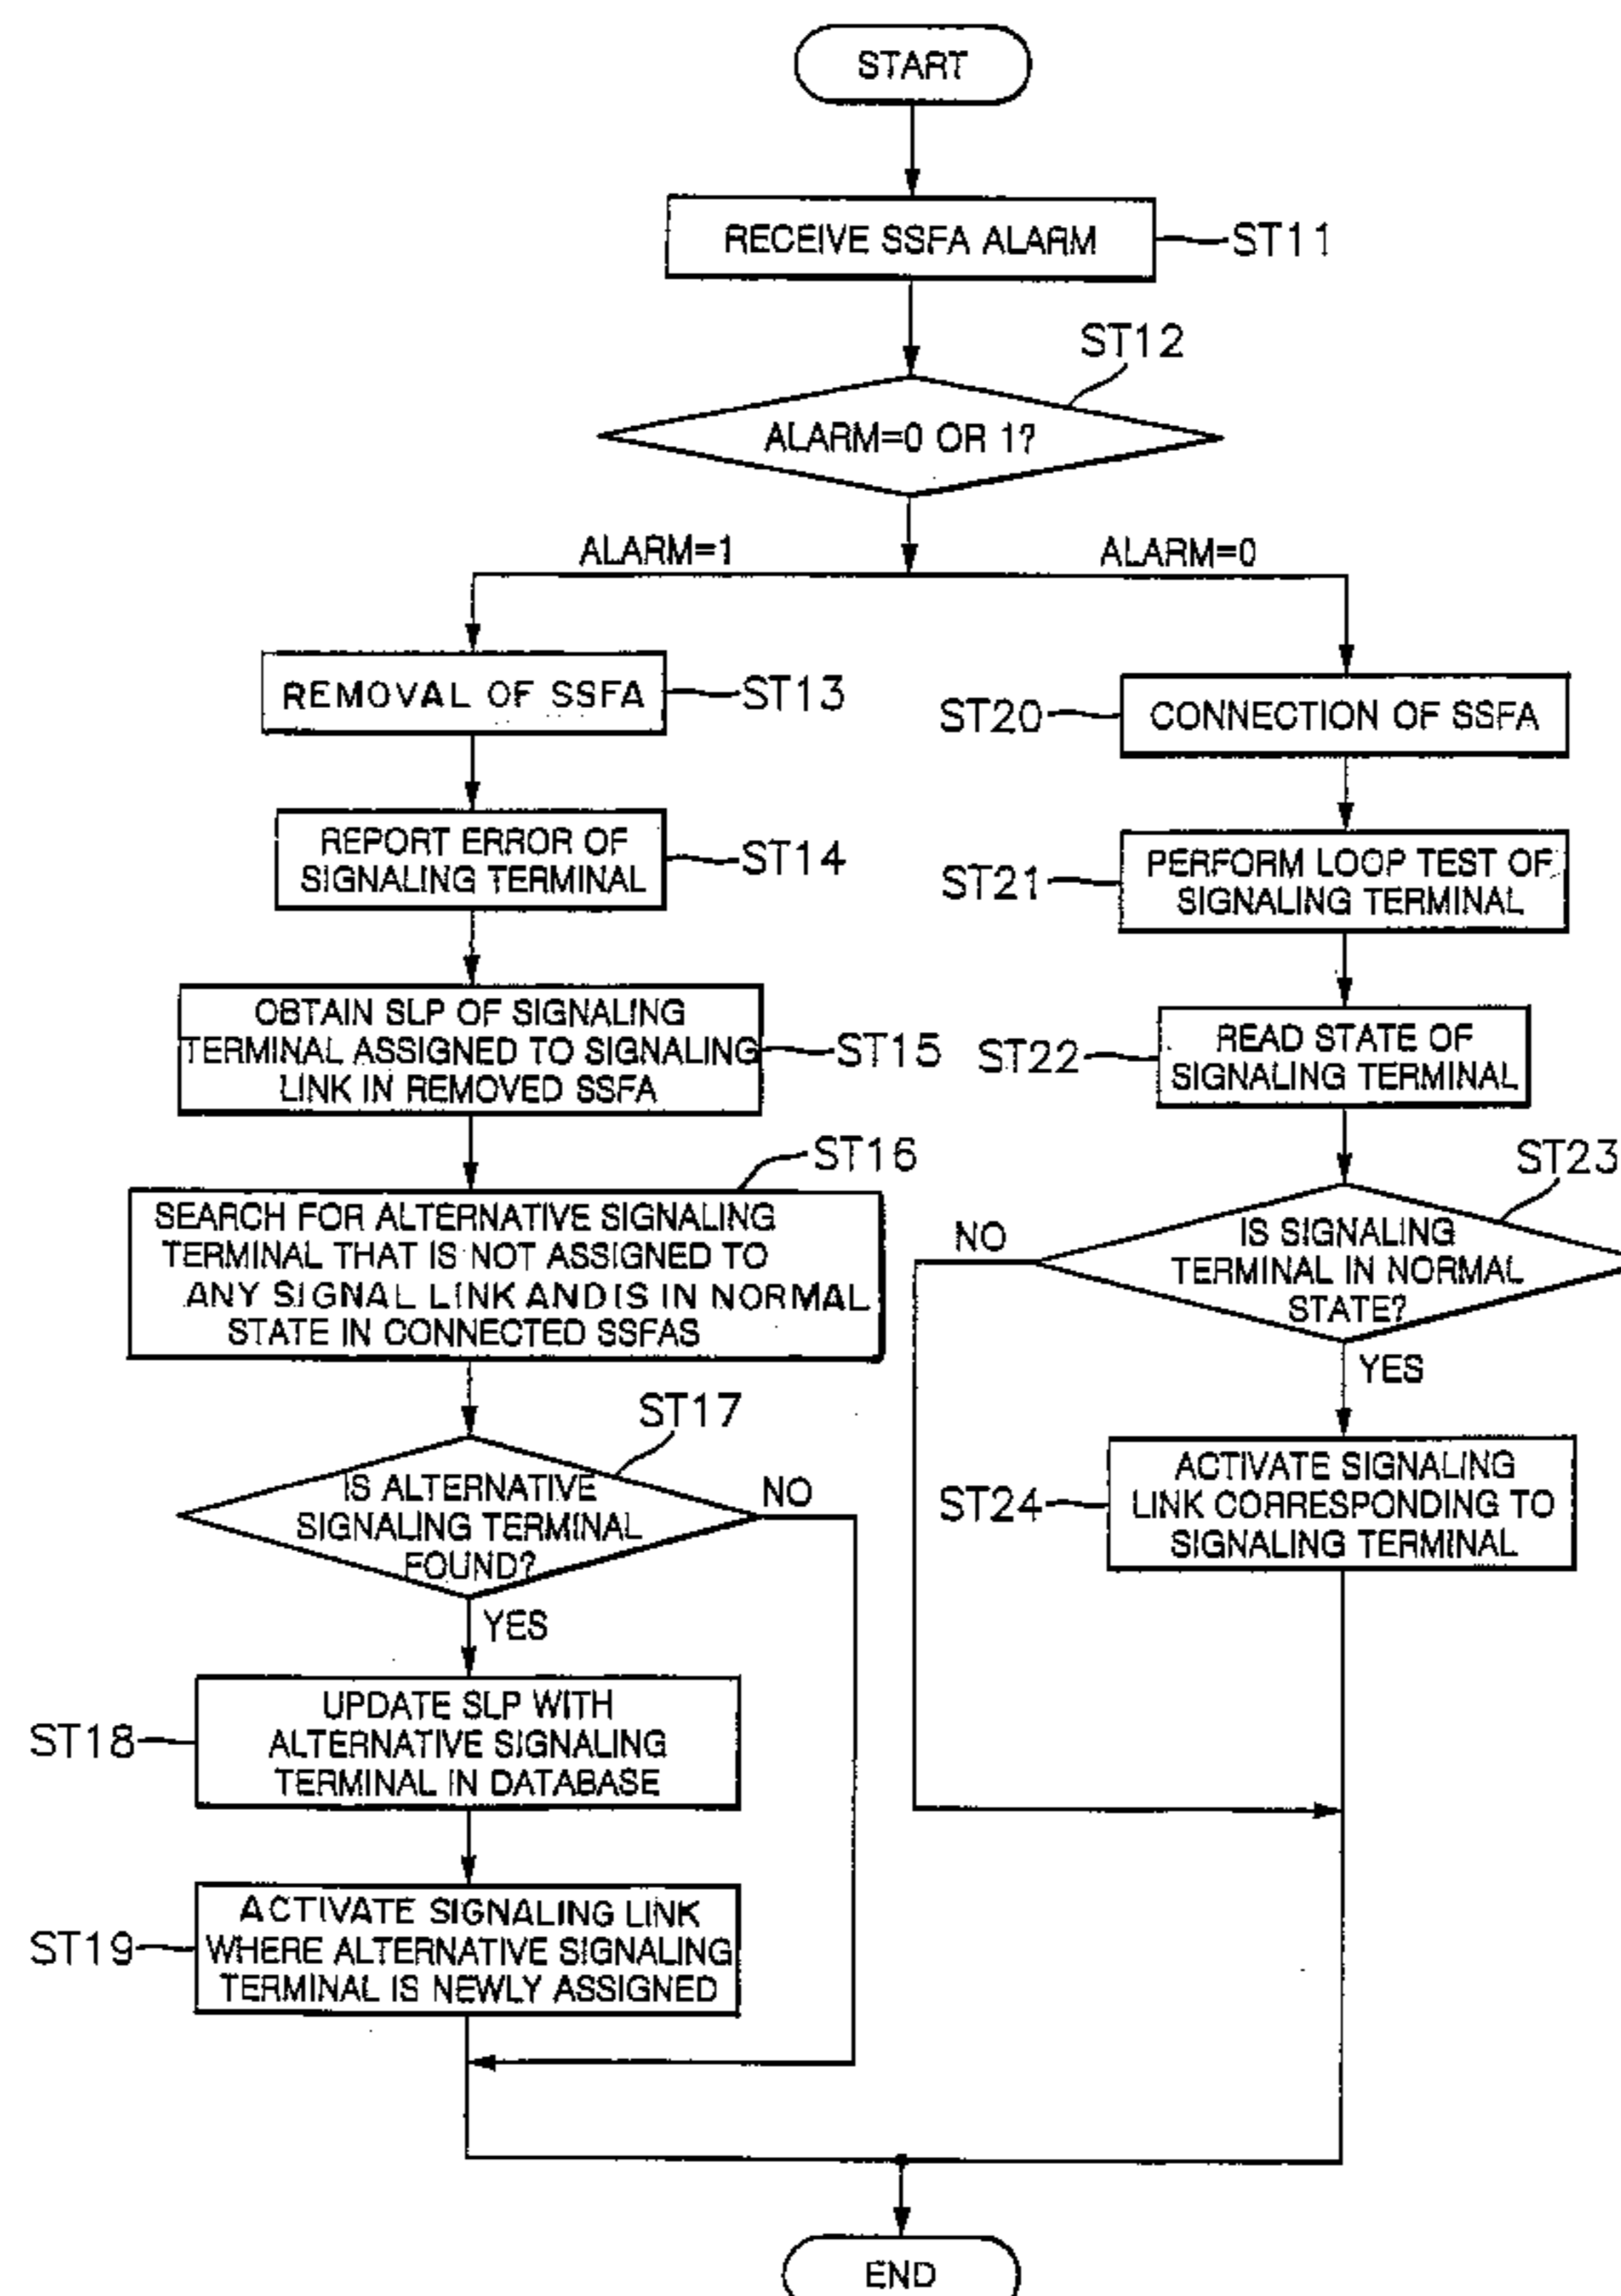 START
RECEIVE SSFA ALARM
ST11
ST12
ALARM=0 OR 1?
ALARM=1
ALARM=0
REMOVAL OF SSFA
ST13
REPORT ERROR OF
SIGNALING TERMINAL
ST14
OBTAIN SLP OF SIGNALING
TERMINAL ASSIGNED TO SIGNALING
LINK IN REMOVED SSFA
ST15
ST16
SEARCH FOR ALTERNATIVE SIGNALING
TERMINAL THAT IS NOT ASSIGNED TO
ANY SIGNAL LINK AND IS IN NORMAL
STATE IN CONNECTED SSFAS
ST17
IS ALTERNATIVE
SIGNALING TERMINAL
FOUND?
NO
YES
ST18
UPDATE SLP WITH
ALTERNATIVE SIGNALING
TERMINAL IN DATABASE
ST19
ACTIVATE SIGNALING LINK
WHERE ALTERNATIVE SIGNALING
TERMINAL IS NEWLY ASSIGNED
ST20
CONNECTION OF SSFA
ST21
PERFORM LOOP TEST OF
SIGNALING TERMINAL
ST22
READ STATE OF
SIGNALING TERMINAL
ST23
IS SIGNALING
TERMINAL IN NORMAL
STATE?
NO
YES
ST24
ACTIVATE SIGNALING
LINK CORRESPONDING TO
SIGNALING TERMINAL
END